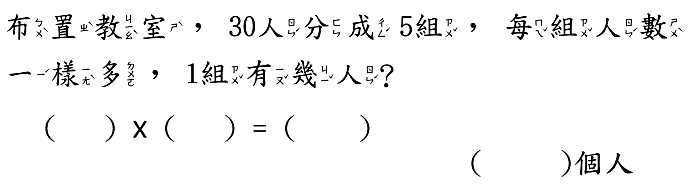 布置教室，30人分成5組，每組人數
一樣多，1組有幾人?
(　　) x (　　) = (　　)
(　　)個人